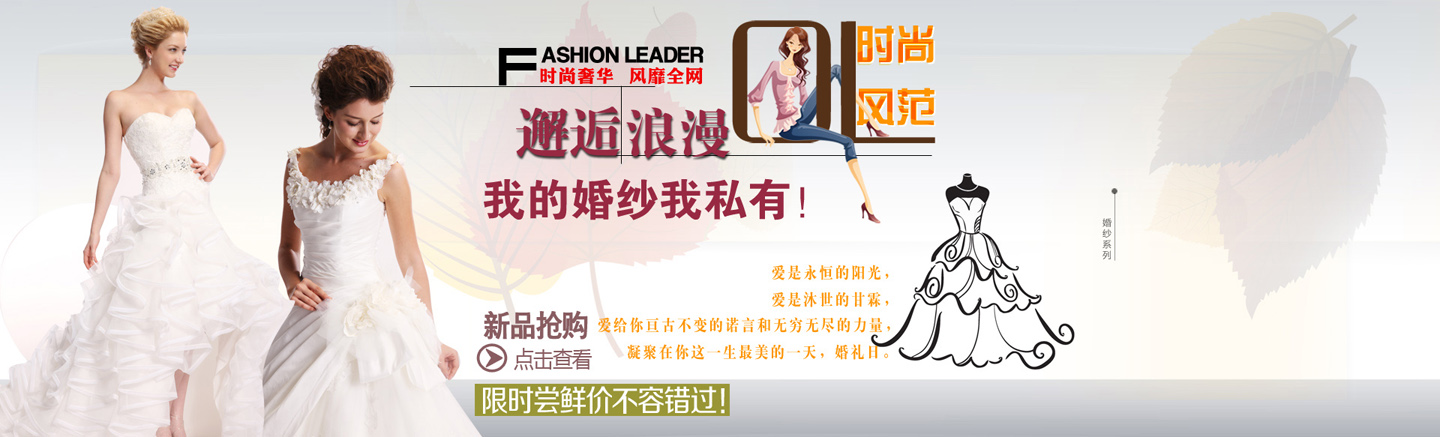 FASHION LEADER
时尚奢华 风靡全网
OL
时尚
风范
邂逅浪漫
我的婚纱我私有!
婚纱系列
爱是永恒的阳光，
爱是沐世的甘霖，
爱给你亘古不变的诺言和无穷无尽的力量，
凝聚在你这一生最美的一天，婚礼日。
新品抢购
点击查看
限时尝鲜价不容错过!